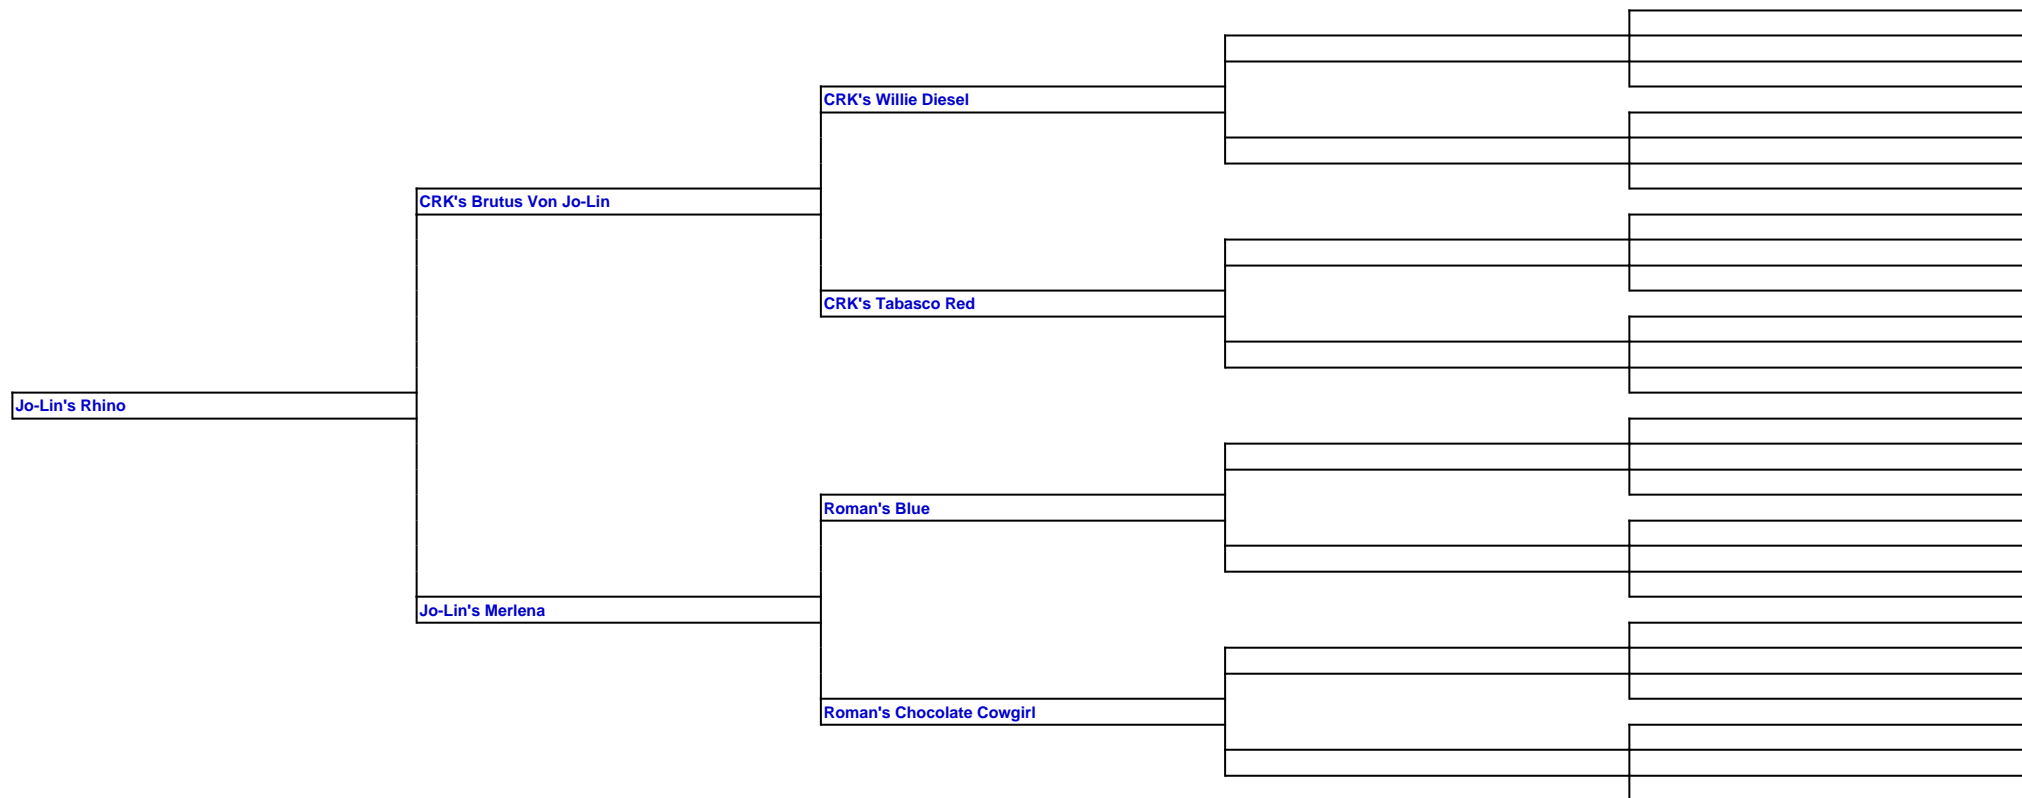 CRK's Willie Diesel
CRK's Brutus Von Jo-Lin
CRK's Tabasco Red
Jo-Lin's Rhino
Roman's Blue
Jo-Lin's Merlena
Roman's Chocolate Cowgirl